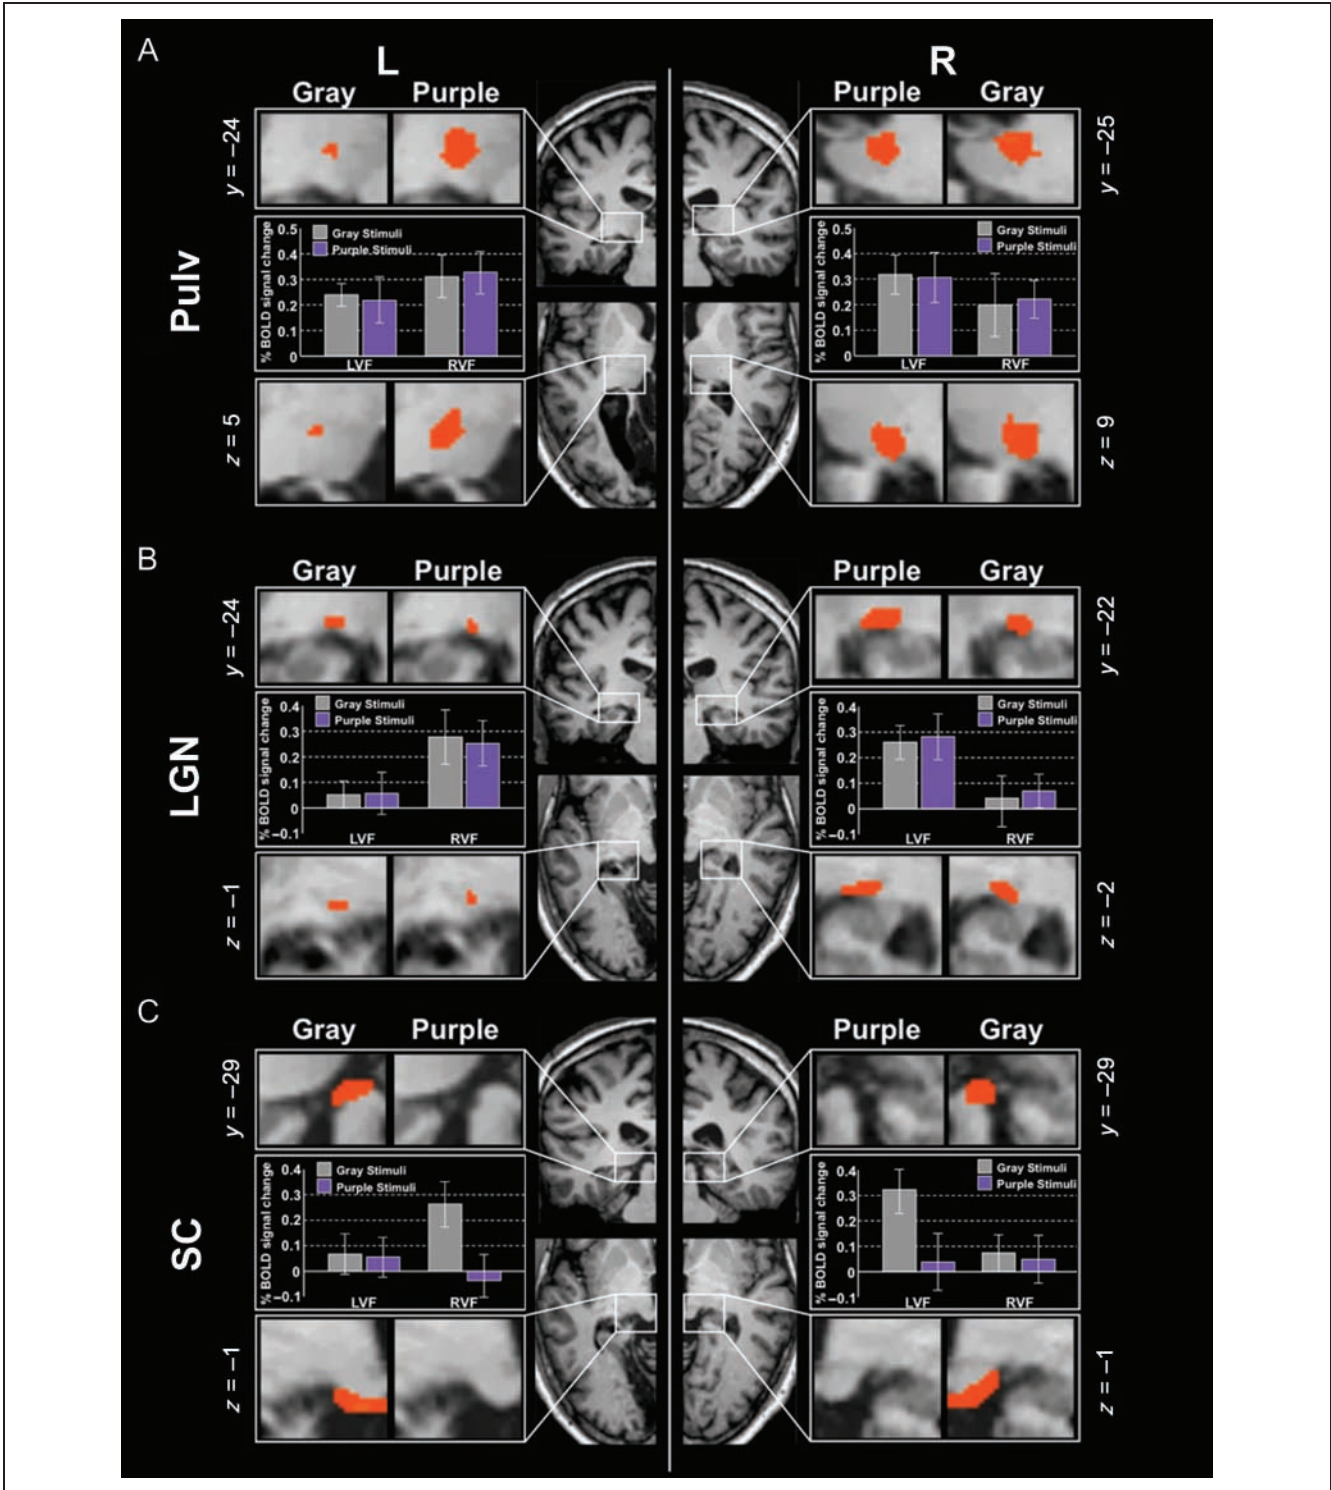 A
L
R
Gray Purple
Purple Gray
y = −24
y = −25
Pulv
% BOLD signal change
0.5
0.4
0.3
0.2
0.1
0
Gray Stimuli
Purple Stimuli
LVF RVF
% BOLD signal change
0.5
0.4
0.3
0.2
0.1
0
Gray Stimuli
Purple Stimuli
LVF RVF
z = 5
z = 9
B
Gray Purple
Purple Gray
y = −24
y = −22
LGN
% BOLD signal change
0.4
0.3
0.2
0.1
0
−0.1
Gray Stimuli
Purple Stimuli
LVF RVF
% BOLD signal change
0.4
0.3
0.2
0.1
0
−0.1
Gray Stimuli
Purple Stimuli
LVF RVF
z = −1
z = −2
C
Gray Purple
Purple Gray
y = −29
y = −29
SC
% BOLD signal change
0.4
0.3
0.2
0.1
0
−0.1
Gray Stimuli
Purple Stimuli
LVF RVF
% BOLD signal change
0.4
0.3
0.2
0.1
0
−0.1
Gray Stimuli
Purple Stimuli
LVF RVF
z = −1
z = −1